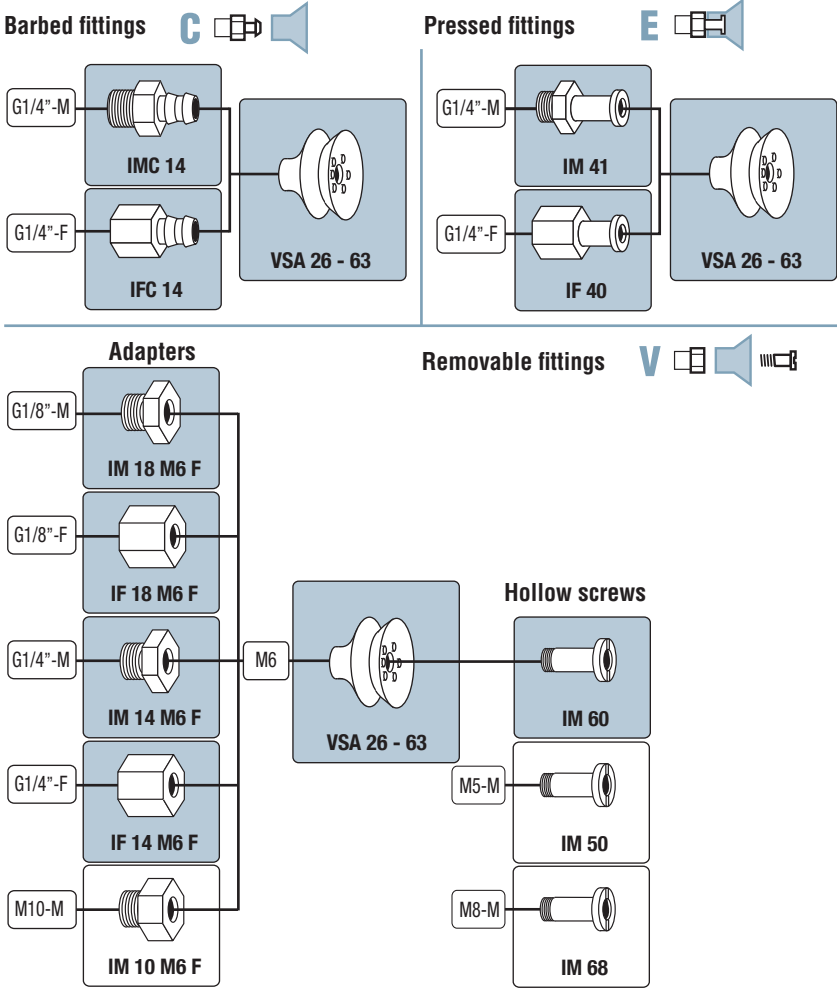 Barbed fittings C
G1/4”-M
IMC 14
G1/4”-F
IFC 14
VSA 26 - 63
Pressed fittings E
G1/4”-M
IM 41
G1/4”-F
IF 40
VSA 26 - 63
Adapters
G1/8”-M
IM 18 M6 F
G1/8”-F
IF 18 M6 F
G1/4”-M
IM 14 M6 F
G1/4”-F
IF 14 M6 F
M10-M
IM 10 M6 F
Removable fittings V
M6
VSA 26 - 63
Hollow screws
IM 60
M5-M
IM 50
M8-M
IM 68